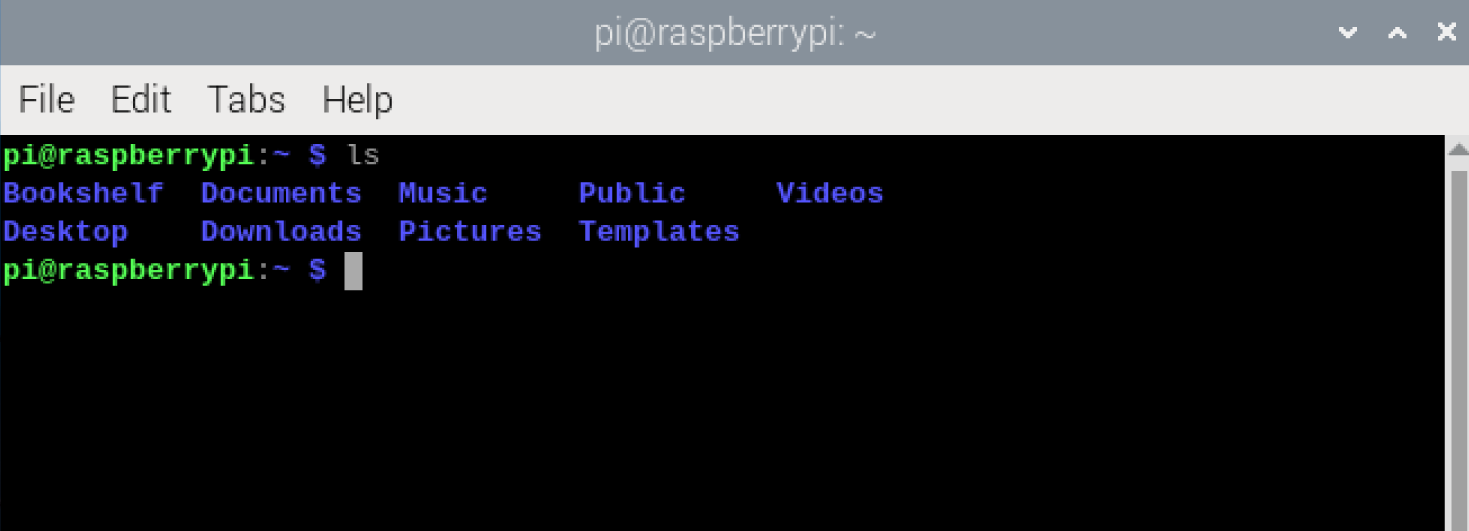 pi@raspberrypi: ~
File Edit Tabs Help
pi@raspberrypi:~ $ ls
Bookshelf Documents Music Public Videos
Desktop Downloads Pictures Templates
pi@raspberrypi:~ $